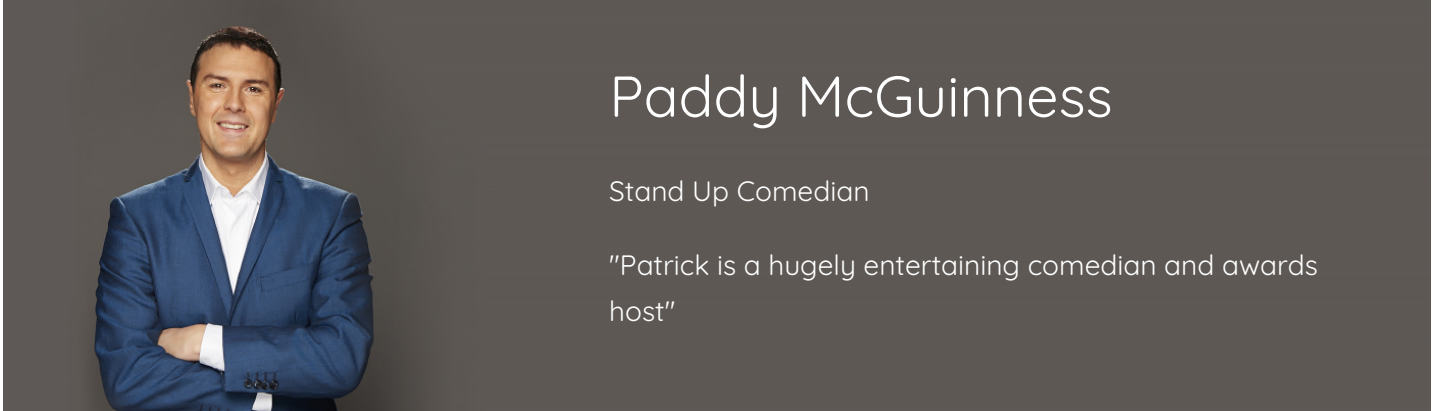 Paddy McGuinness
Stand Up Comedian
"Patrick is a hugely entertaining comedian and awards
host"